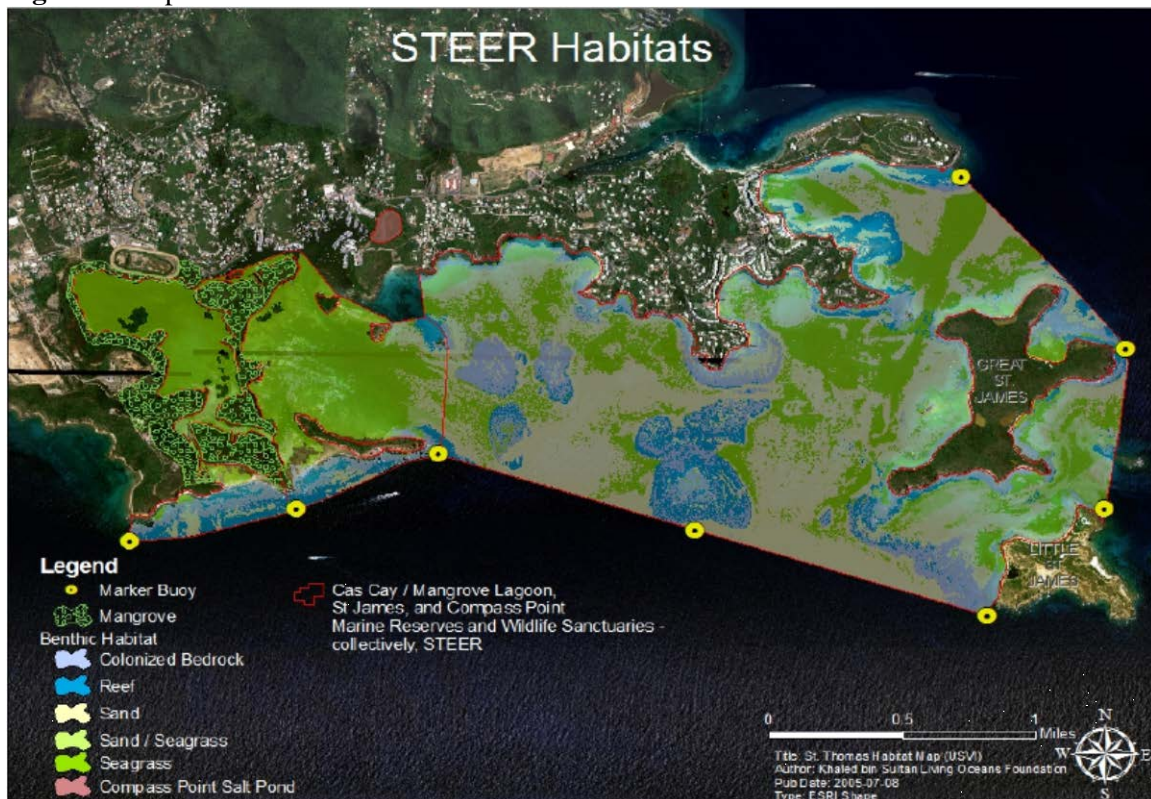 STEER Habitats
GREAT
ST.
JAMES
LITTLE
ST
JAMES
Legend
Marker Buoy
Mangrove
Benthic Habitat
Colonized Bedrock
Reef
Sand
Sand / Seagrass
Seagrass
Compass Point Salt Pond
Cas Cay / Mangrove Lagoon,
St James, and Compass Point
Marine Reserves and Wildlife Sanctuaries -
collectively, STEER
0 0.5 1
Miles
N
W E
S
Title: St. Thomas Habitat Map (USVI)
Author: Khaled bin Sultan Living Oceans Foundation
Pub Date: 2005-07-08
Type: ESRI Shape